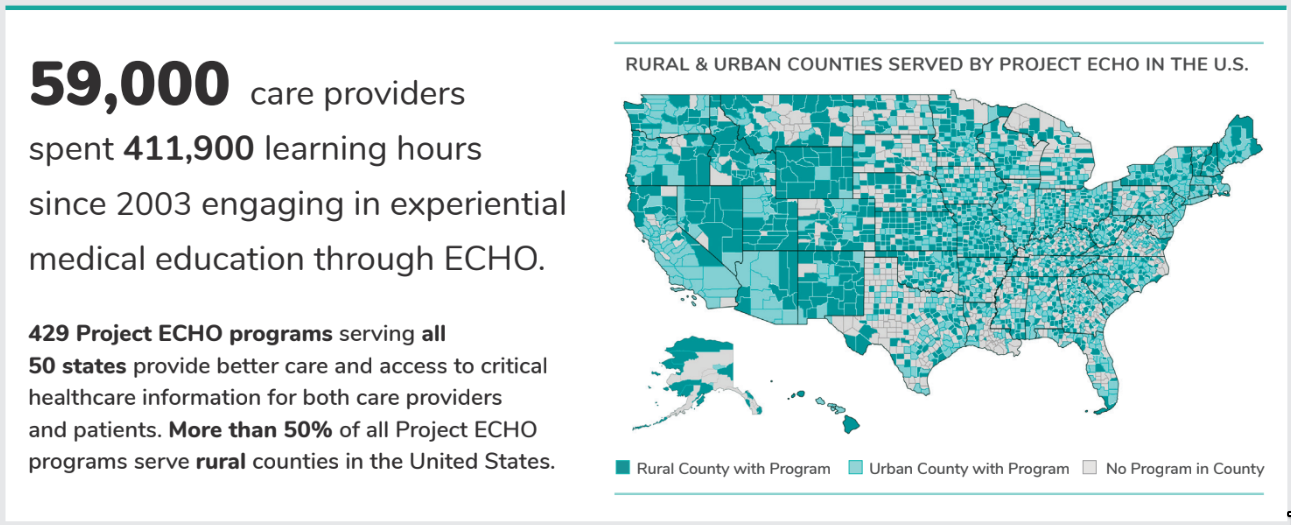 59,000 care providers
spent 411,900 learning hours
since 2003 engaging in experiential
medical education through ECHO.
429 Project ECHO programs serving all
50 states provide better care and access to critical
healthcare information for both care providers
and patients. More than 50% of all Project ECHO
programs serve rural counties in the United States.
RURAL & URBAN COUNTIES SERVED BY PROJECT ECHO IN THE U.S.
Rural County with Program Urban County with Program No Program in County